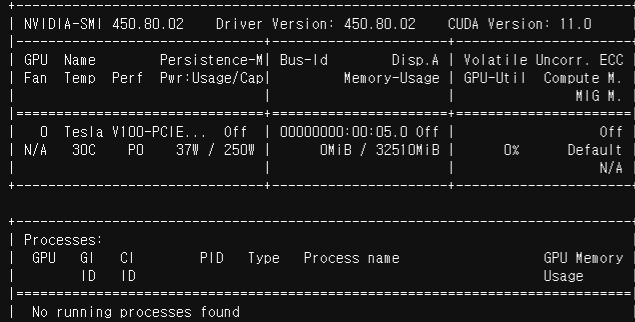 +-----------------------------------------------------------------------------+
| NVIDIA-SMI 450.80.02    Driver Version: 450.80.02    CUDA Version: 11.0
|-------------------------------+----------------------+----------------------+
| GPU  Name        Persistence-M| Bus-Id        Disp.A | Volatile Uncorr. ECC
| Fan  Temp  Perf  Pwr:Usage/Cap|         Memory-Usage | GPU-Util  Compute M.
|                               |                      |               MIG M.
|===============================+======================+======================
|   0  Tesla V100-PCIE...  Off  | 00000000:00:05.0 Off |                  Off
| N/A   30C    P0    37W / 250W |      0MiB / 32510MiB |      0%      Default
|                               |                      |                  N/A
+-------------------------------+----------------------+----------------------+
+-----------------------------------------------------------------------------+
| Processes:
|  GPU   GI   CI        PID   Type   Process name                  GPU Memory
|        ID   ID                                                   Usage
|=============================================================================
|  No running processes found